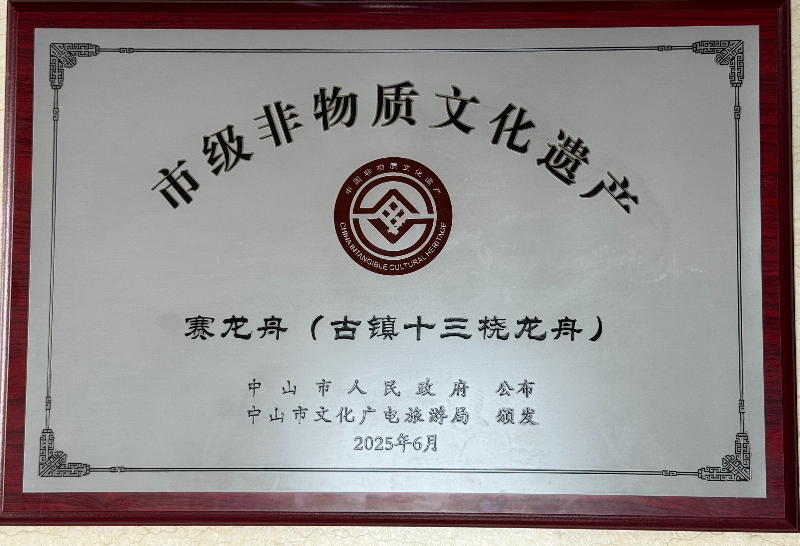 市级非物质文化遗产
中国非物质文化遗产
CHINA INTANGIBLE CULTURAL HERITAGE
赛龙舟（古镇十三桡龙舟）
中山市人民政府 公布
中山市文化广电旅游局 颁发
2025年6月